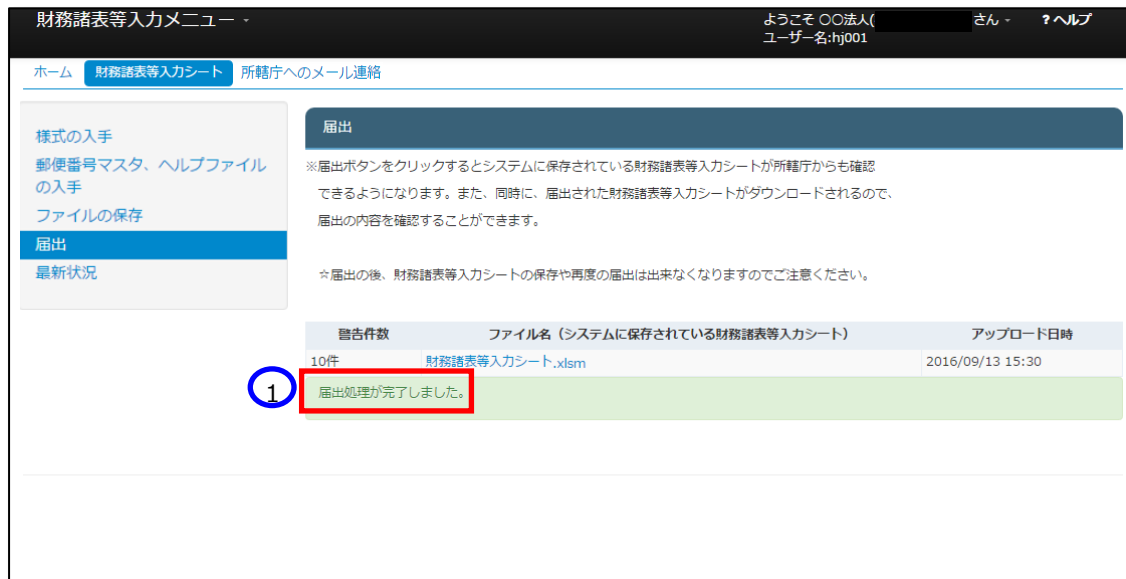 財務諸表等入力メニュー
ようこそ 〇〇法人( さん ?ヘルプ
ユーザー名:hj001
ホーム 財務諸表等入力シート 所轄庁へのメール連絡
様式の入手
郵便番号マスタ、ヘルプファイル
の入手
ファイルの保存
届出
最新状況
届出
※届出ボタンをクリックするとシステムに保存されている財務諸表等入力シートが所轄庁からも確認
できるようになります。また、同時に、届出された財務諸表等入力シートがダウンロードされるので、
届出の内容を確認することができます。
☆届出の後、財務諸表等入力シートの保存や再度の届出は出来なくなりますのでご注意ください。
警告件数 ファイル名（システムに保存されている財務諸表等入力シート） アップロード日時
10件 財務諸表等入力シート.xlsm 2016/09/13 15:30
1 届出処理が完了しました。